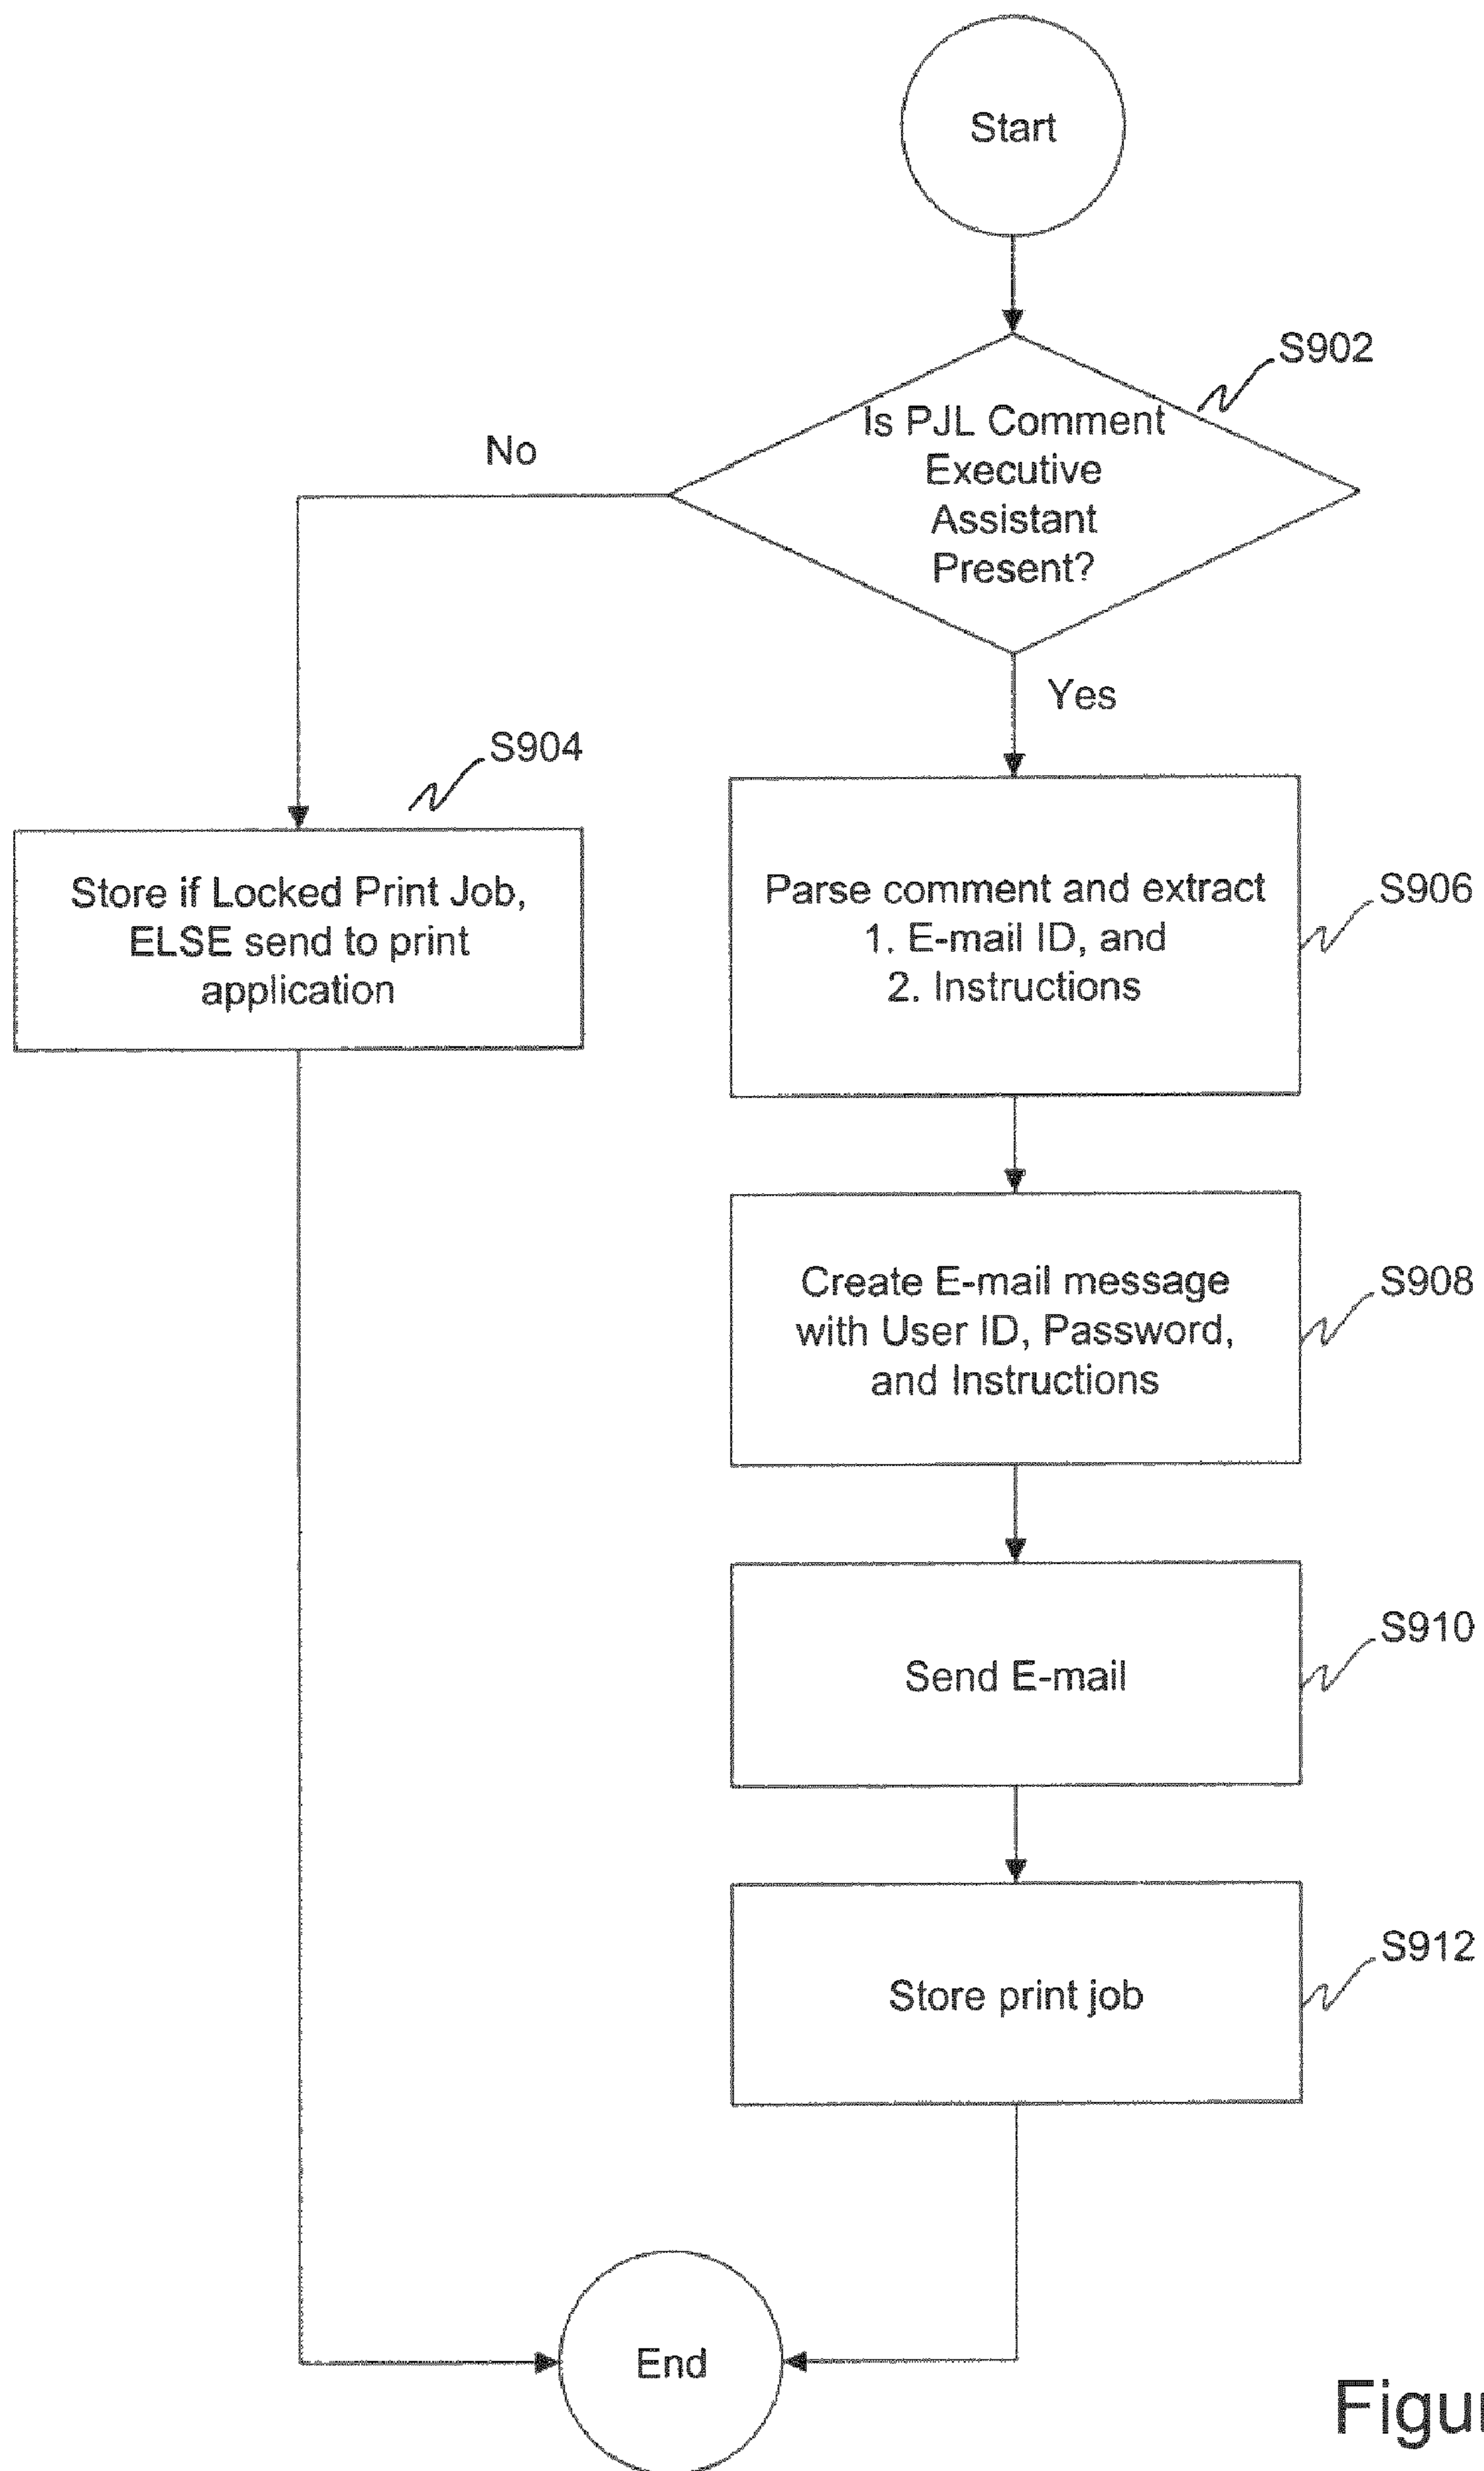 Start
S902
Is PJL Comment
Executive
Assistant
Present?
No
Yes
S904
Store if Locked Print Job,
ELSE send to print
application
S906
Parse comment and extract
1. E-mail ID, and
2. Instructions
S908
Create E-mail message
with User ID, Password,
and Instructions
S910
Send E-mail
S912
Store print job
End